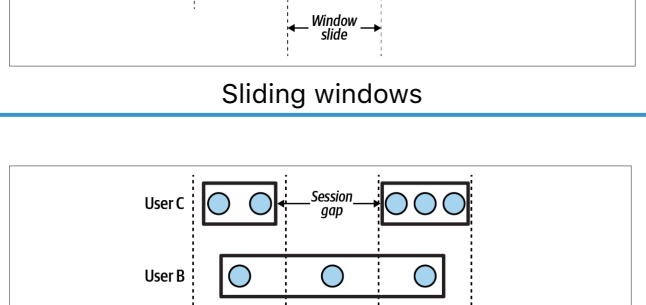 Window
slide
Sliding windows
User C
Session
gap
User B